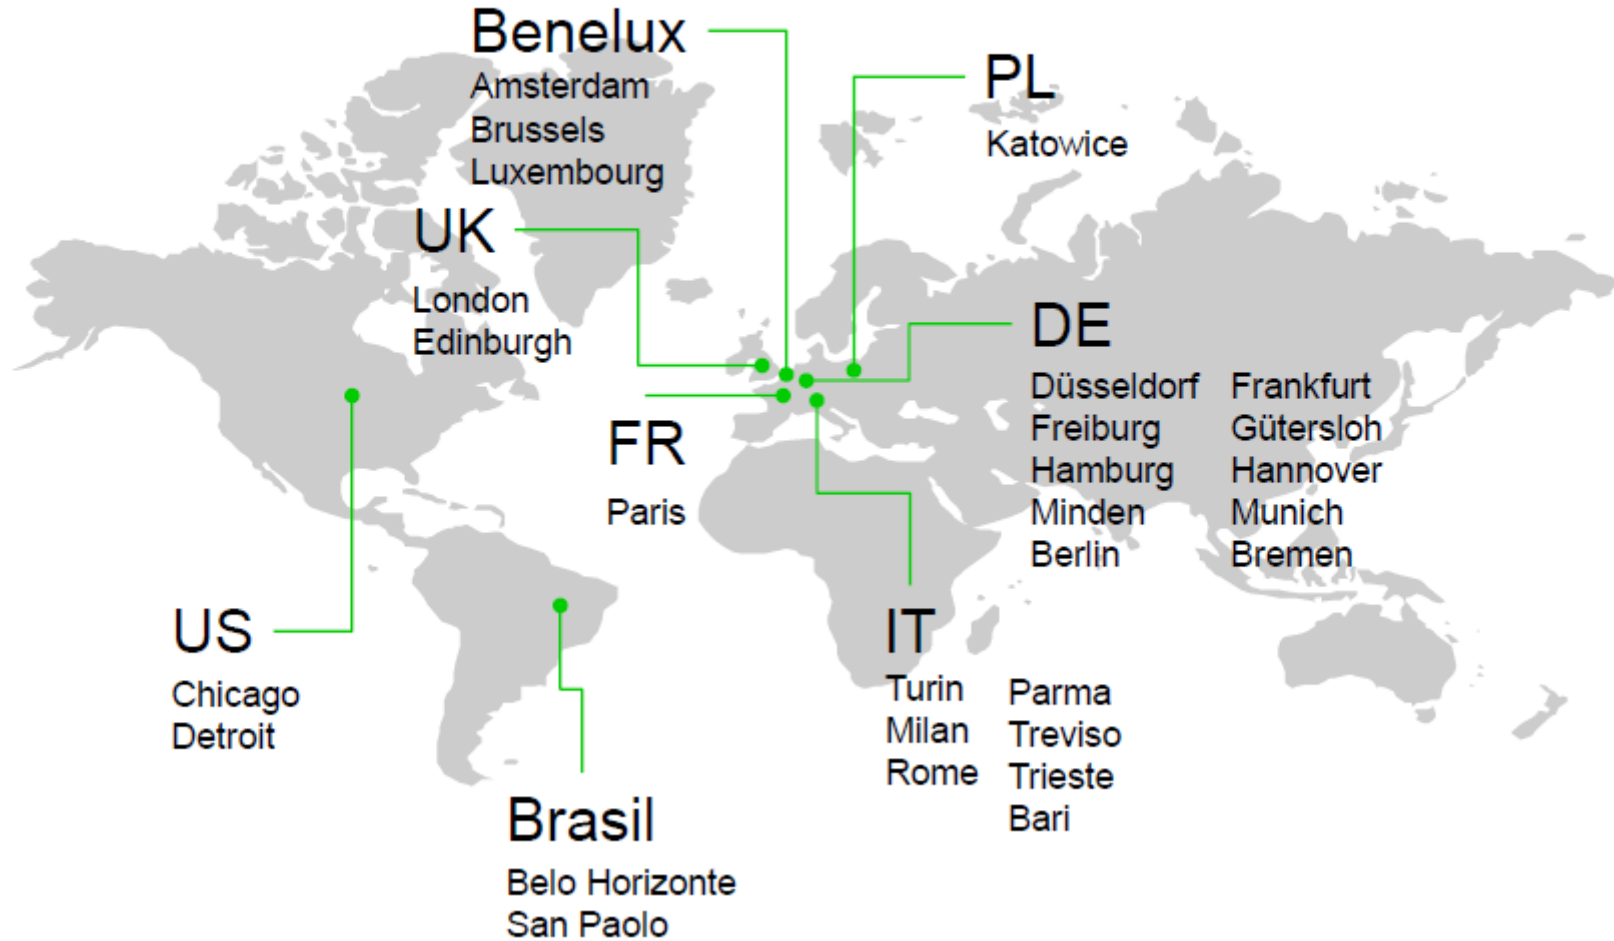 Benelux
Amsterdam
Brussels
Luxembourg
PL
Katowice
UK
London
Edinburgh
DE
Düsseldorf
Freiburg
Hamburg
Minden
Berlin
Frankfurt
Gütersloh
Hannover
Munich
Bremen
FR
Paris
US
Chicago
Detroit
IT
Turin
Milan
Rome
Parma
Treviso
Trieste
Bari
Brasil
Belo Horizonte
San Paolo